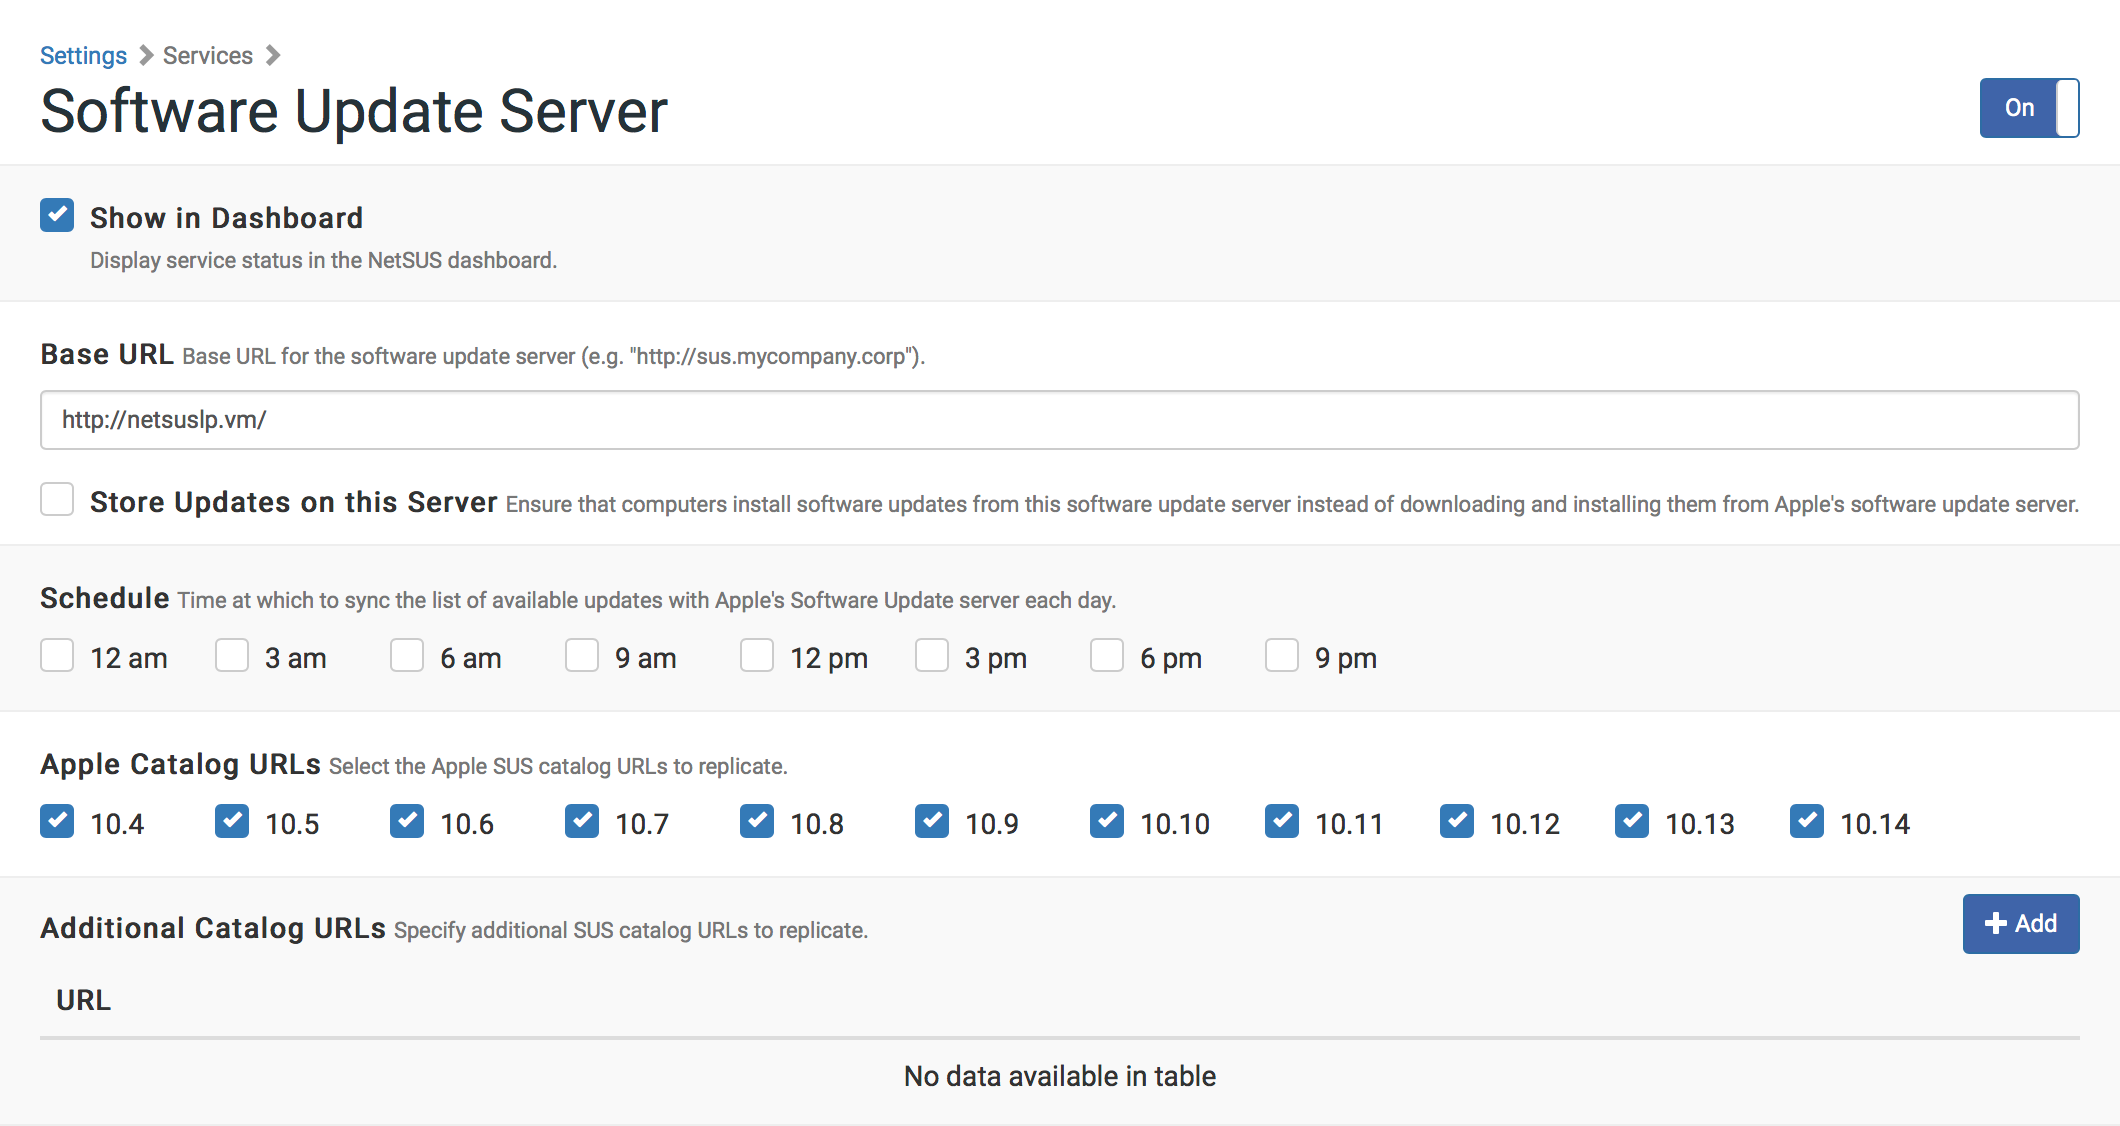 Settings Services
Software Update Server
On
Show in Dashboard
Display service status in the NetSUS dashboard.
Base URL Base URL for the software update server (e.g. "http://sus.mycompany.corp").
http://netsuslp.vm/
Store Updates on this Server Ensure that computers install software updates from this software update server instead of downloading and installing them from Apple's software update server.
Schedule Time at which to sync the list of available updates with Apple's Software Update server each day.
12 am 3 am 6 am 9 am 12 pm 3 pm 6 pm 9 pm
Apple Catalog URLs Select the Apple SUS catalog URLs to replicate.
10.4 10.5 10.6 10.7 10.8 10.9 10.10 10.11 10.12 10.13 10.14
Additional Catalog URLs Specify additional SUS catalog URLs to replicate.
Add
URL
No data available in table